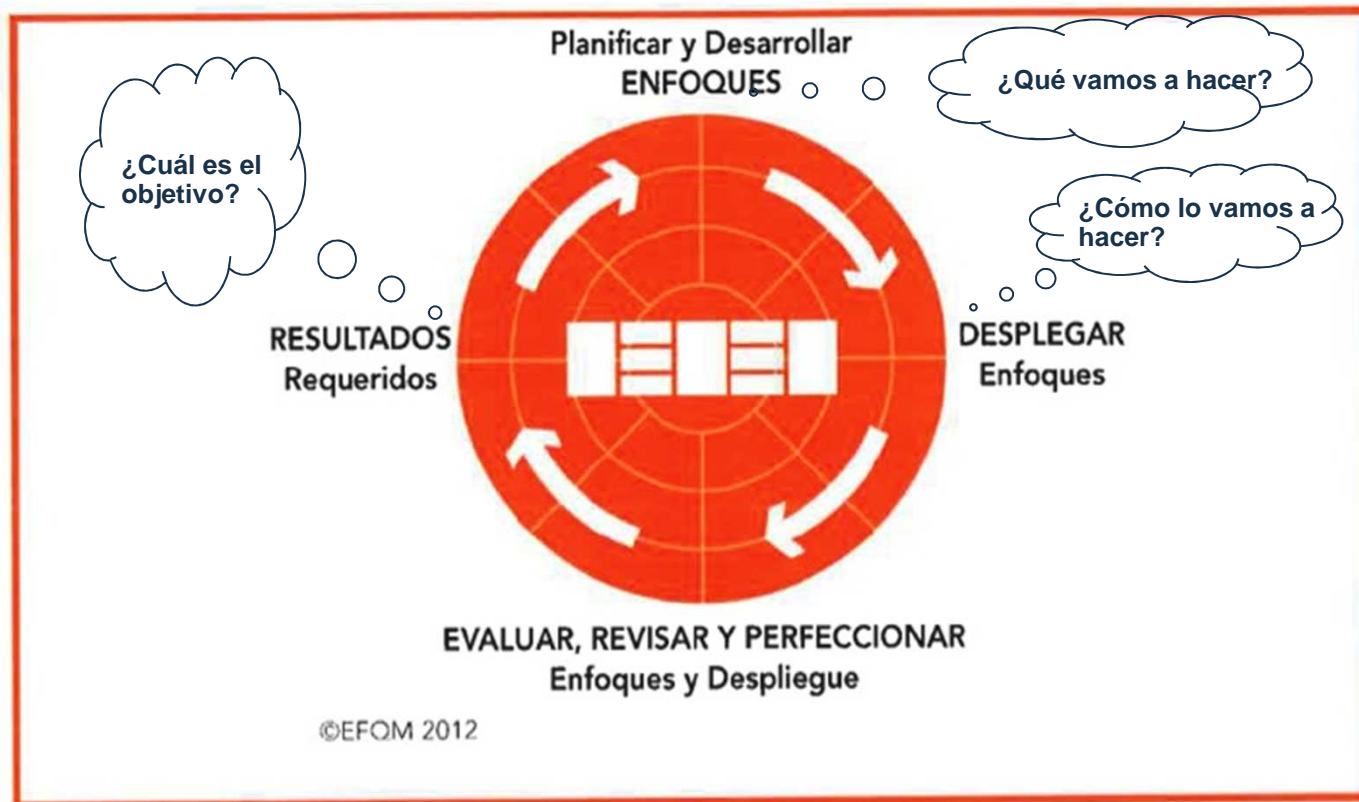 Planificar y Desarrollar
ENFOQUES
¿Qué vamos a hacer?
¿Cuál es el
objetivo?
¿Cómo lo vamos a
hacer?
RESULTADOS
Requeridos
DESPLEGAR
Enfoques
EVALUAR, REVISAR Y PERFECCIONAR
Enfoques y Despliegue
©EFQM 2012